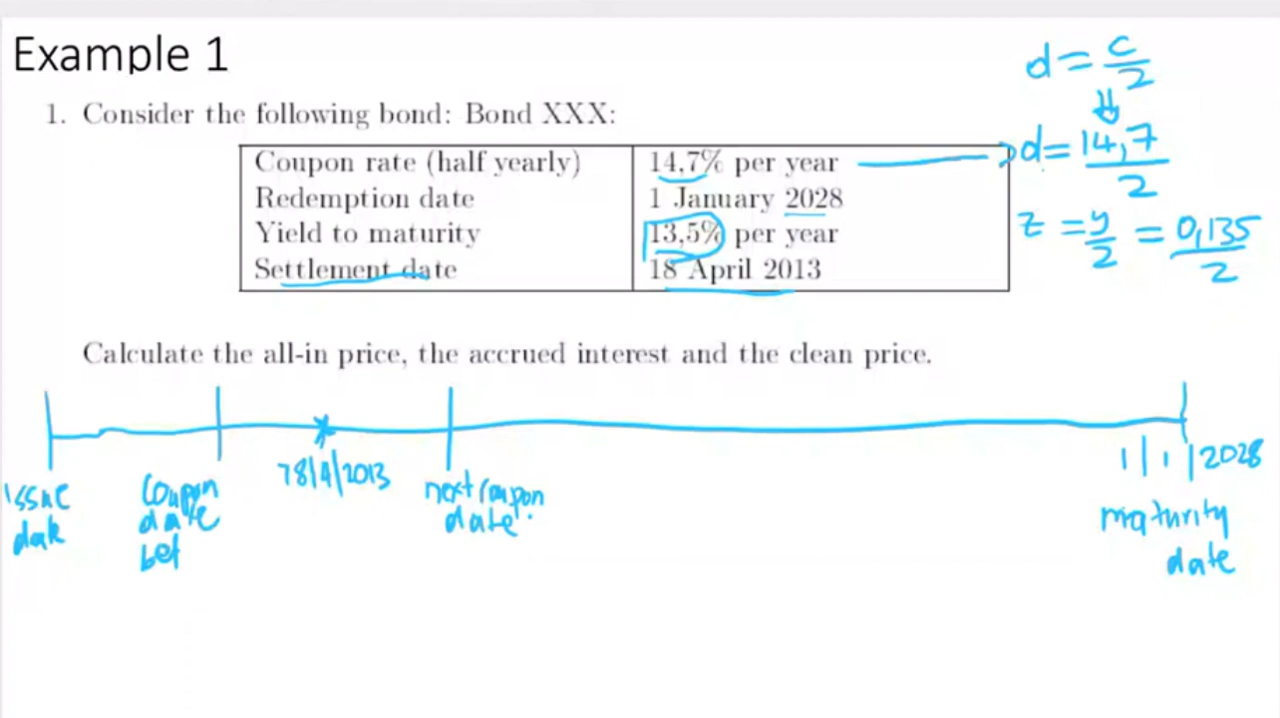 Example 1
1. Consider the following bond: Bond XXX:
Coupon rate (half yearly) 14,7% per year
Redemption date 1 January 2028
Yield to maturity 13,5% per year
Settlement date 18 April 2013
d = c/2
⇓
d = 14,7/2
z = y/2 = 0,135/2
Calculate the all-in price, the accrued interest and the clean price.
issue
date
coupon
date
bef
18/4/2013
next coupon
date
1/1/2028
maturity
date